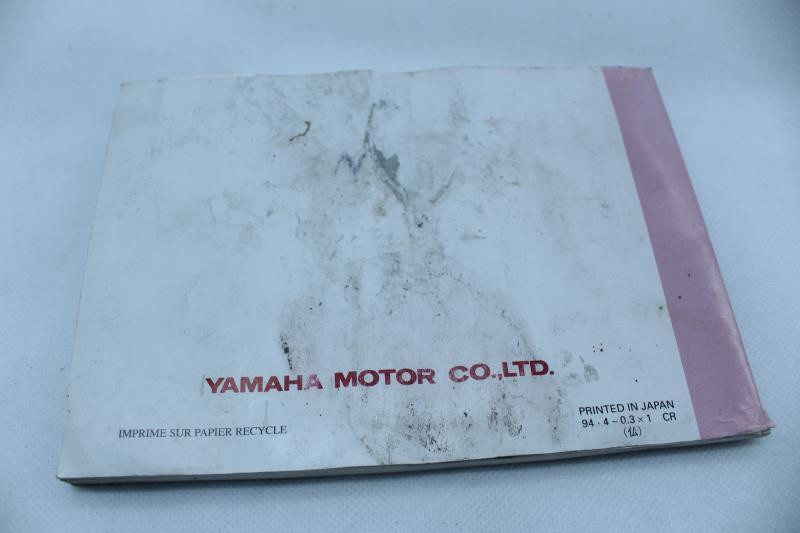 YAMAHA MOTOR CO.,LTD.
IMPRIME SUR PAPIER RECYCLE
PRINTED IN JAPAN
94・4－0.3×1 CR
(仏)